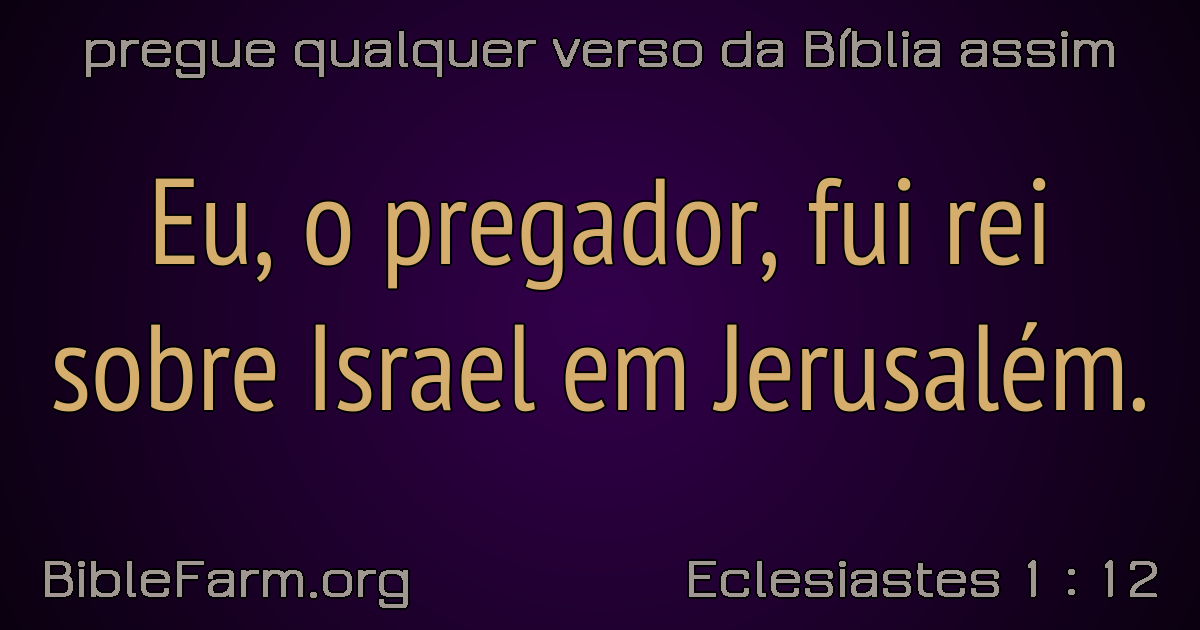 pregue qualquer verso da Bíblia assim
Eu, o pregador, fui rei
sobre Israel em Jerusalém.
BibleFarm.org
Eclesiastes 1 : 12